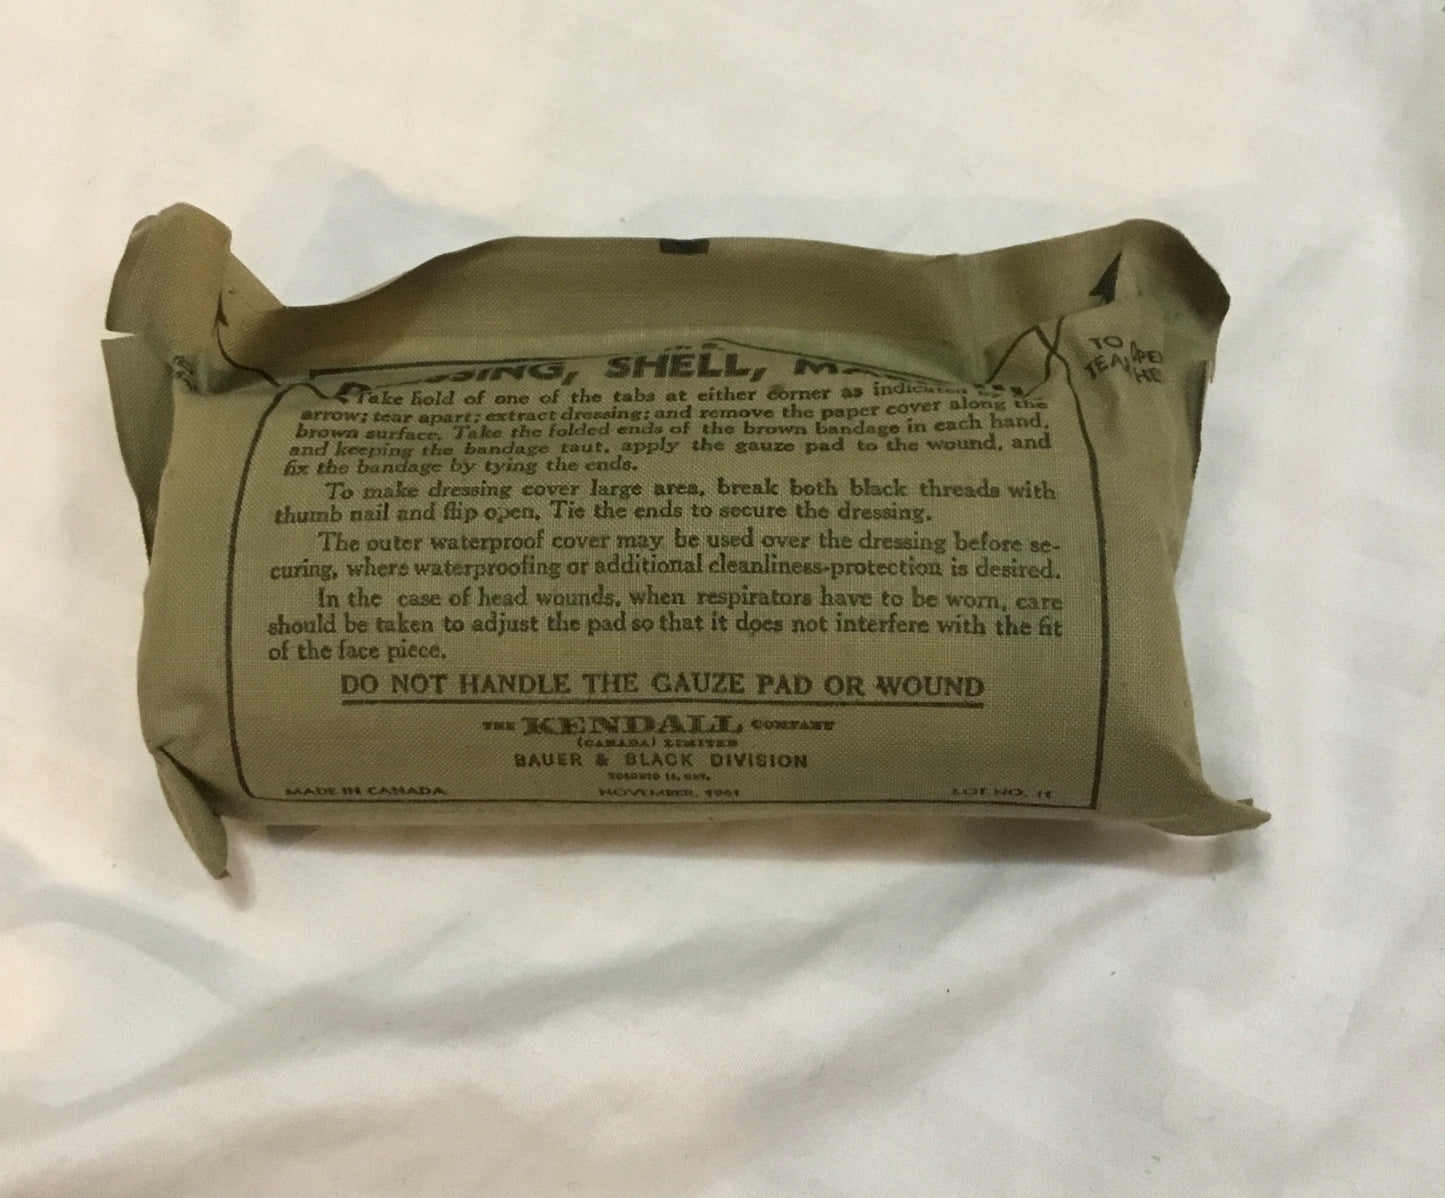 SHELL,
Take hold of one of the tabs at either corner as
arrow; tear apart; extract dressing; and remove the paper cover along the
brown surface. Take the folded ends of the brown bandage in each hand,
and keeping the bandage taut, apply the gauze pad to the wound, and
fix the bandage by tying the ends.
To make dressing cover large area, break both black threads with
thumb nail and flip open. Tie the ends to secure the dressing.
The outer waterproof cover may be used over the dressing before se-
curing, where waterproofing or additional cleanliness-protection is desired.
In the case of head wounds, when respirators have to be worn, care
should be taken to adjust the pad so that it does not interfere with the fit
of the face piece.
DO NOT HANDLE THE GAUZE PAD OR WOUND
THE KENDALL COMPANY
(CANADA) LIMITED
BAUER & BLACK DIVISION
TORONTO ONT.
MADE IN CANADA NOVEMBER, 1961 LOT NO. 11
TO